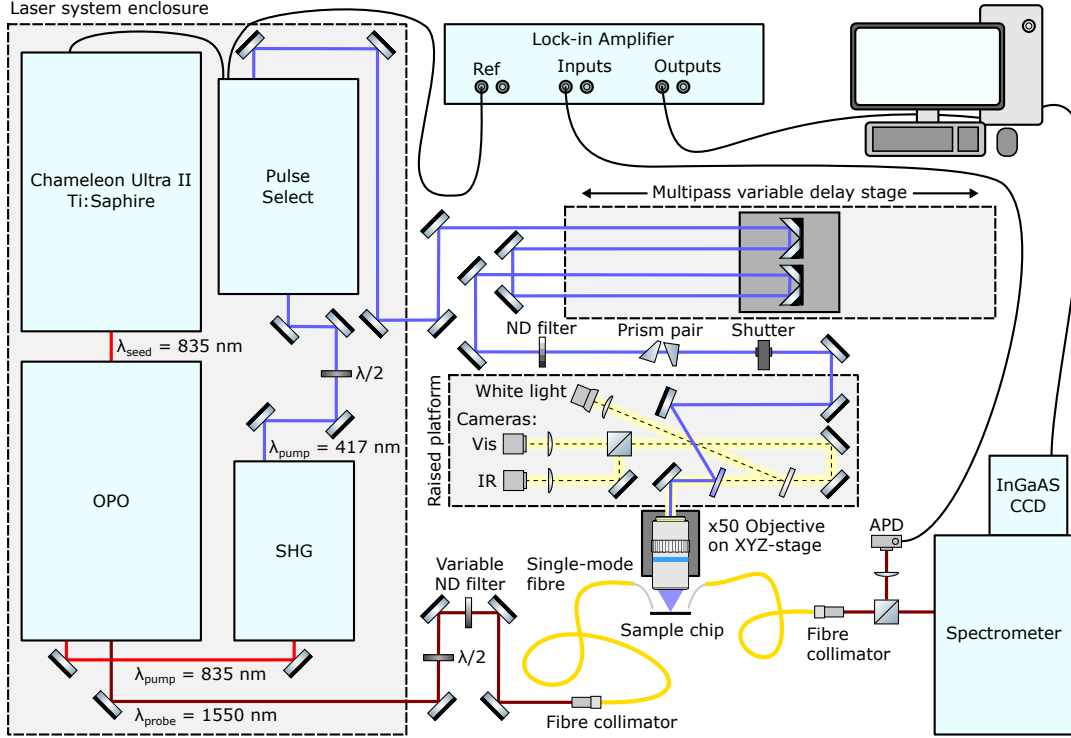 Laser system enclosure
Lock-in Amplifier
Ref
Inputs
Outputs
Chameleon Ultra II
Ti:Saphire
Pulse
Select
Multipass variable delay stage
λseed = 835 nm
ND filter
Prism pair
Shutter
λ/2
White light
Cameras:
Vis
IR
Raised platform
λpump = 417 nm
OPO
SHG
InGaAS
CCD
x50 Objective
on XYZ-stage
APD
Variable
ND filter
Single-mode
fibre
Sample chip
Fibre
collimator
Spectrometer
λ/2
λpump = 835 nm
λprobe = 1550 nm
Fibre collimator